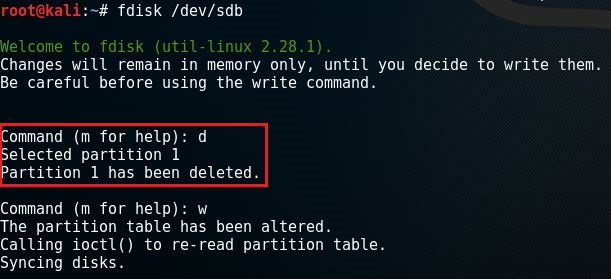 root@kali:~# fdisk /dev/sdb
Welcome to fdisk (util-linux 2.28.1).
Changes will remain in memory only, until you decide to write them.
Be careful before using the write command.
Command (m for help): d
Selected partition 1
Partition 1 has been deleted.
Command (m for help): w
The partition table has been altered.
Calling ioctl() to re-read partition table.
Syncing disks.